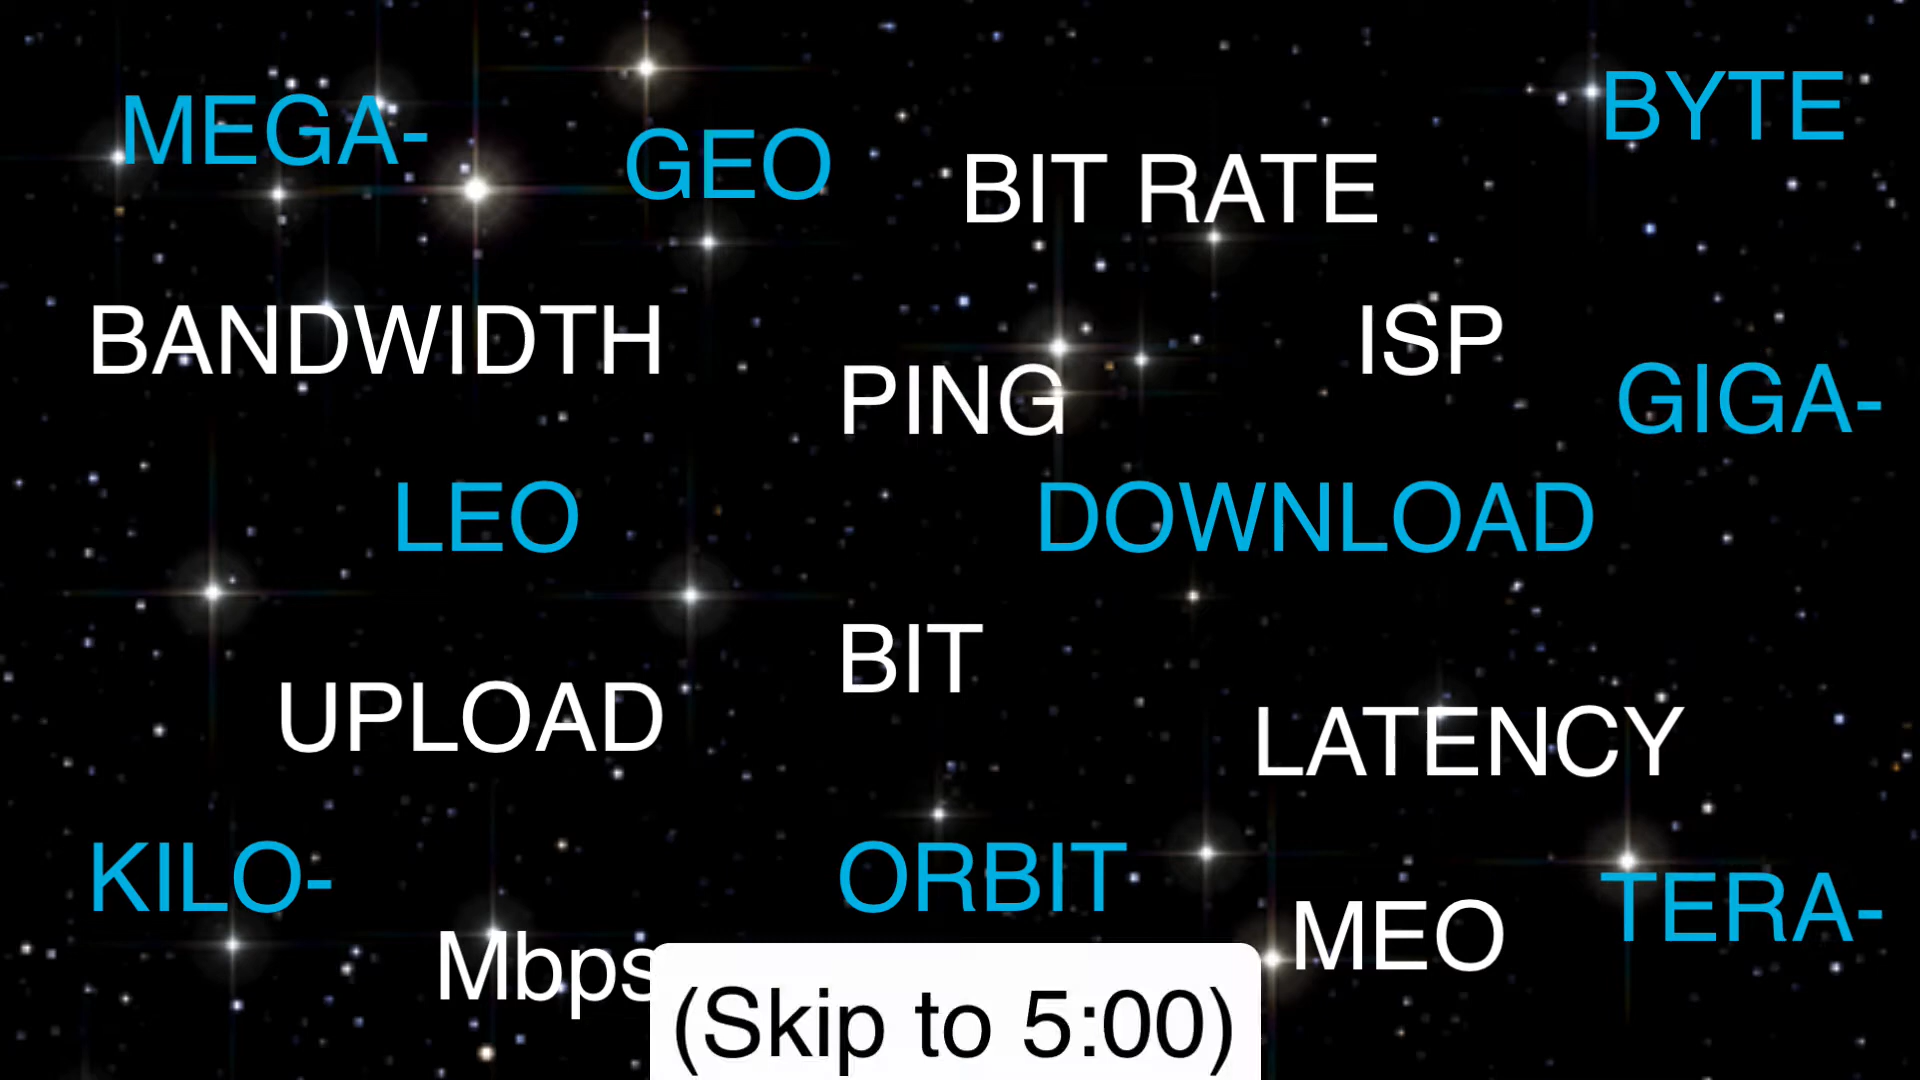 MEGA-
GEO
BIT RATE
BYTE
BANDWIDTH
PING
ISP
GIGA-
LEO
DOWNLOAD
BIT
UPLOAD
LATENCY
KILO-
ORBIT
MEO
TERA-
Mbps
(Skip to 5:00)